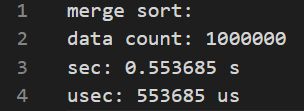 1 merge sort:
2 data count: 1000000
3 sec: 0.553685 s
4 usec: 553685 us